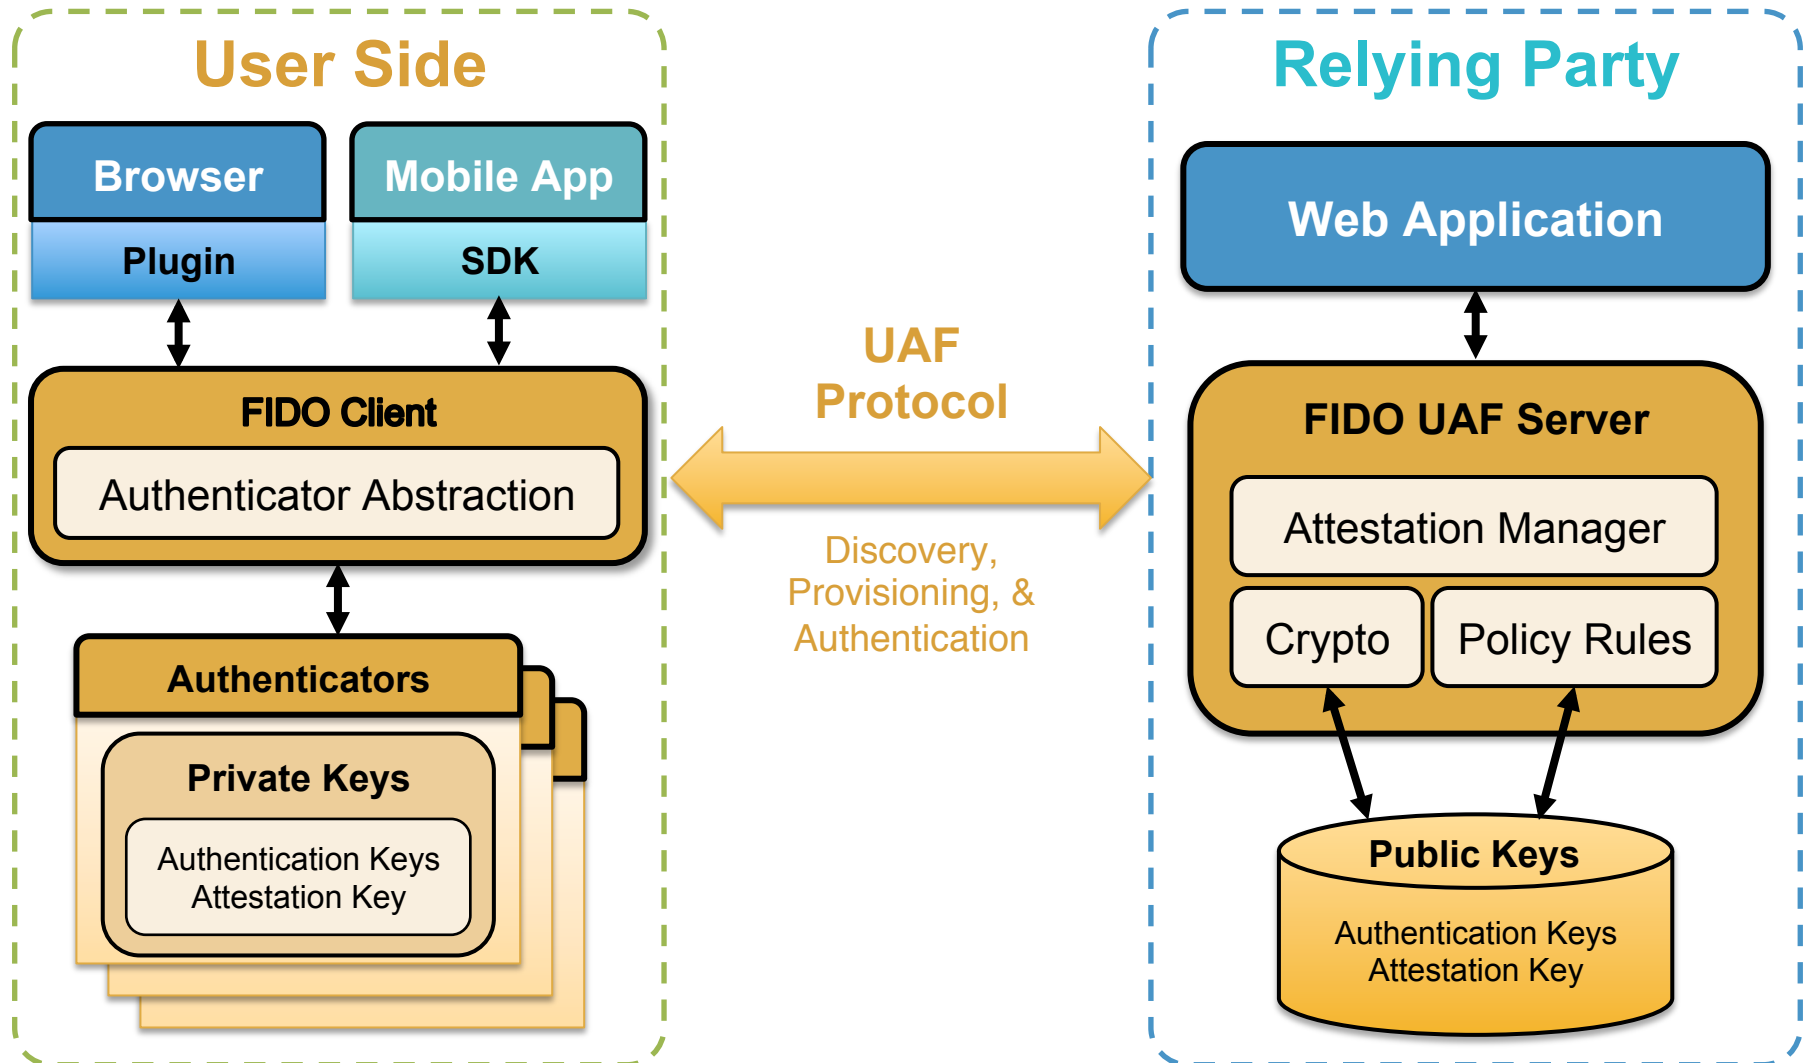 User Side
Browser
Plugin
Mobile App
SDK
FIDO Client
Authenticator Abstraction
Authenticators
Private Keys
Authentication Keys
Attestation Key
UAF
Protocol
Discovery,
Provisioning, &
Authentication
Relying Party
Web Application
FIDO UAF Server
Attestation Manager
Crypto
Policy Rules
Public Keys
Authentication Keys
Attestation Key